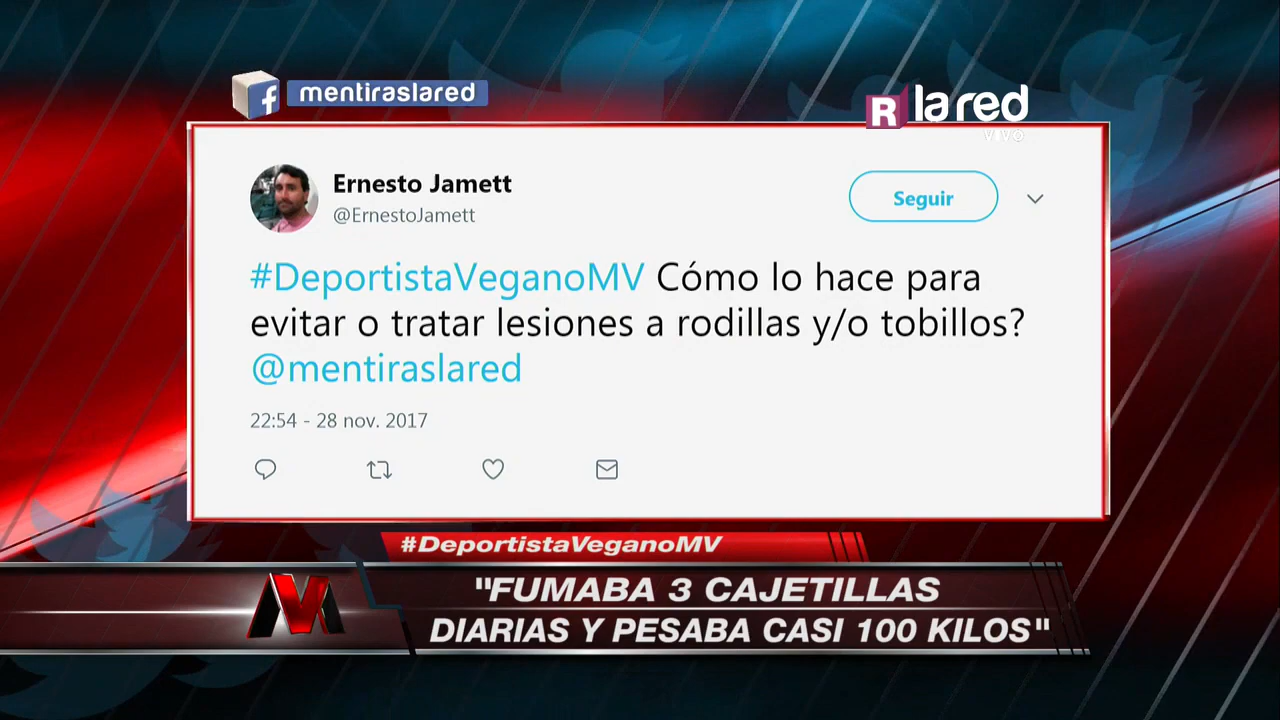 mentiraslared
R la red
VIVO
Ernesto Jamett
@ErnestoJamett
Seguir
#DeportistaVeganoMV Cómo lo hace para
evitar o tratar lesiones a rodillas y/o tobillos?
@mentiraslared
22:54 - 28 nov. 2017
#DeportistaVeganoMV
"FUMABA 3 CAJETILLAS
DIARIAS Y PESABA CASI 100 KILOS"